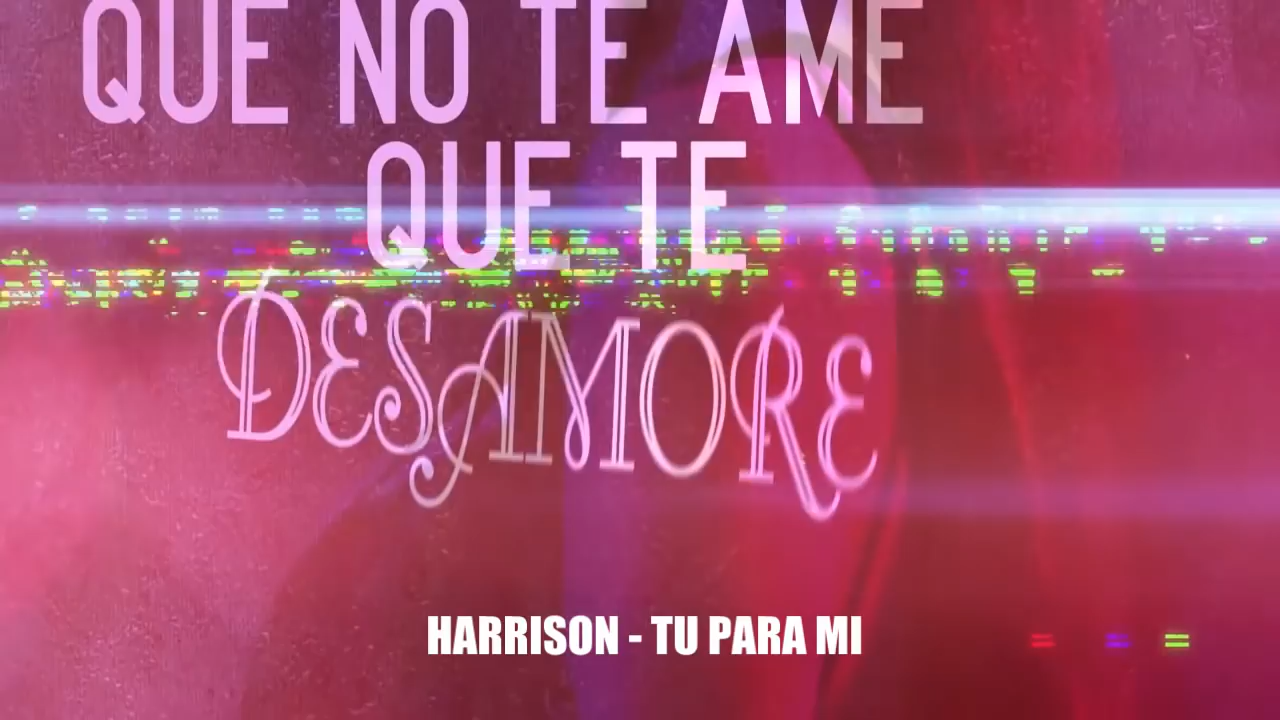 QUE NO TE AME
QUE TE
DESAMORE
HARRISON - TU PARA MI